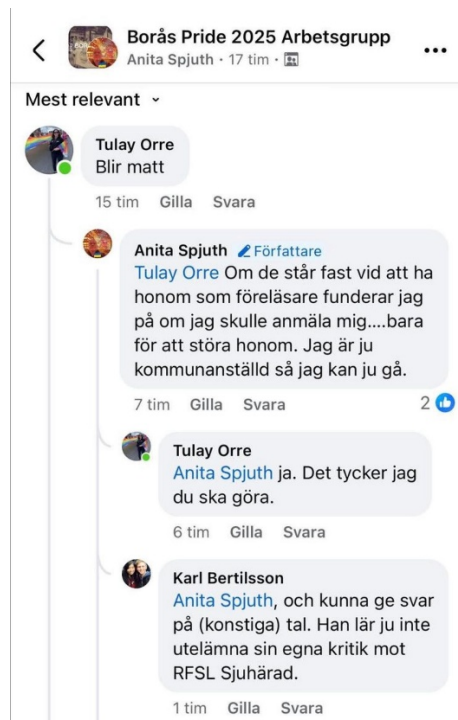 Borås Pride 2025 Arbetsgrupp
Anita Spjuth · 17 tim ·
Mest relevant
Tulay Orre
Blir matt
15 tim Gilla Svara
Anita Spjuth Författare
Tulay Orre Om de står fast vid att ha
honom som föreläsare funderar jag
på om jag skulle anmäla mig....bara
för att störa honom. Jag är ju
kommunanställd så jag kan ju gå.
7 tim Gilla Svara 2
Tulay Orre
Anita Spjuth ja. Det tycker jag
du ska göra.
6 tim Gilla Svara
Karl Bertilsson
Anita Spjuth, och kunna ge svar
på (konstiga) tal. Han lär ju inte
utelämna sin egna kritik mot
RFSL Sjuhärad.
1 tim Gilla Svara